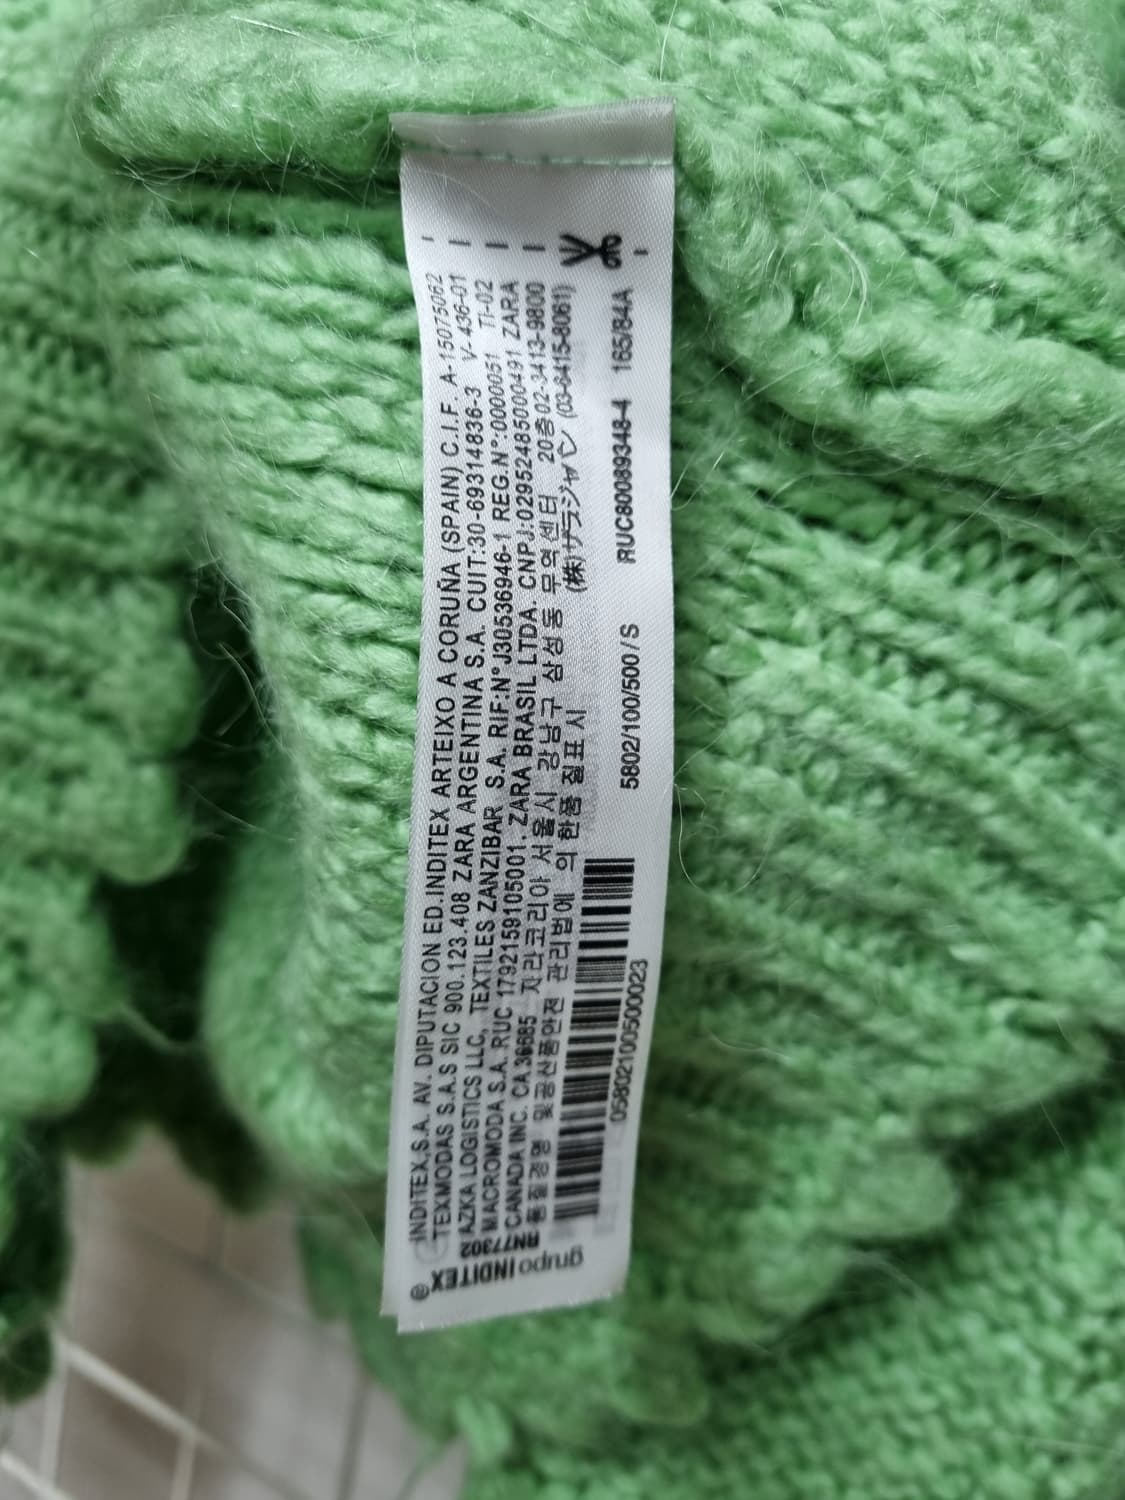 INDITEX,S.A. AV. DIPUTACION ED.INDITEX ARTEIXO A CORUÑA (SPAIN) C.I.F. A-15075062
TEXMODAS S.A.S SIC 900.123.408 ZARA ARGENTINA S.A. CUIT:30-69314836-3 V-436-01
AZKA LOGISTICS LLC, TEXTILES ZANZIBAR S.A. RIF:N°J30536946-1 REG.N°:0000051 TI-02
MACROMODA S.A. RUC 1792159105001. ZARA BRASIL LTDA. CNPJ:02952485000491 ZARA
CANADA INC. CA 36685 자라코리아 서울시 강남구 삼성동 무역센터 20층 02-3413-9800
품질경영 및공산품안전 관리법에 의한품질표시 (株)ザラジャパン (03-6415-8061)
RUC80089348-4 165/84A
5802/100/500/S
05802100500023
RN77302
grupo INDITEX®